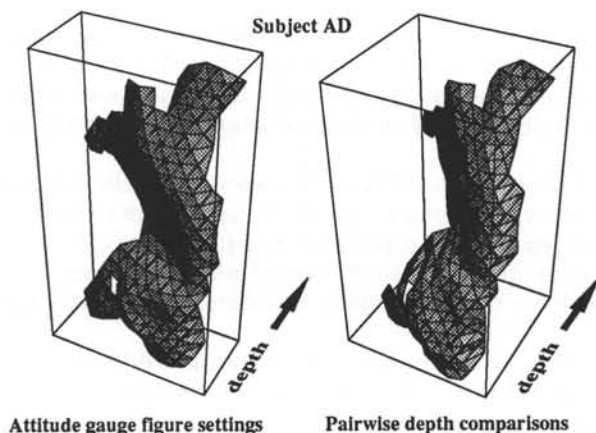 Subject AD
depth
depth
Attitude gauge figure settings
Pairwise depth comparisons